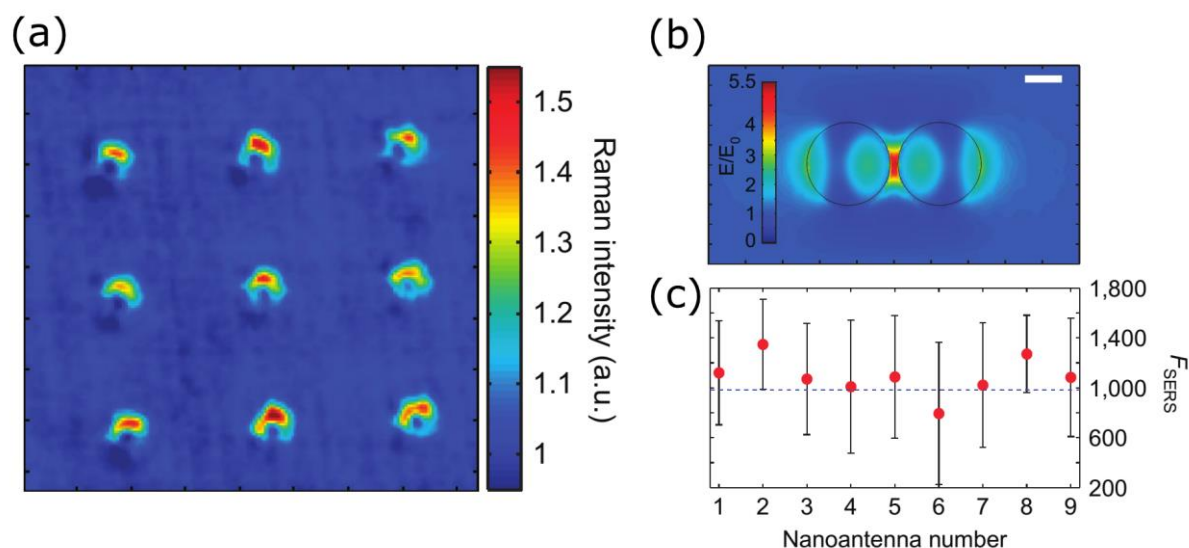 (a)
1.5
1.4
1.3
1.2
1.1
1
Raman intensity (a.u.)
(b)
5.5
4
3
2
1
0
E/E₀
(c)
1,800
1,400
1,000
600
200
F_SERS
1 2 3 4 5 6 7 8 9
Nanoantenna number